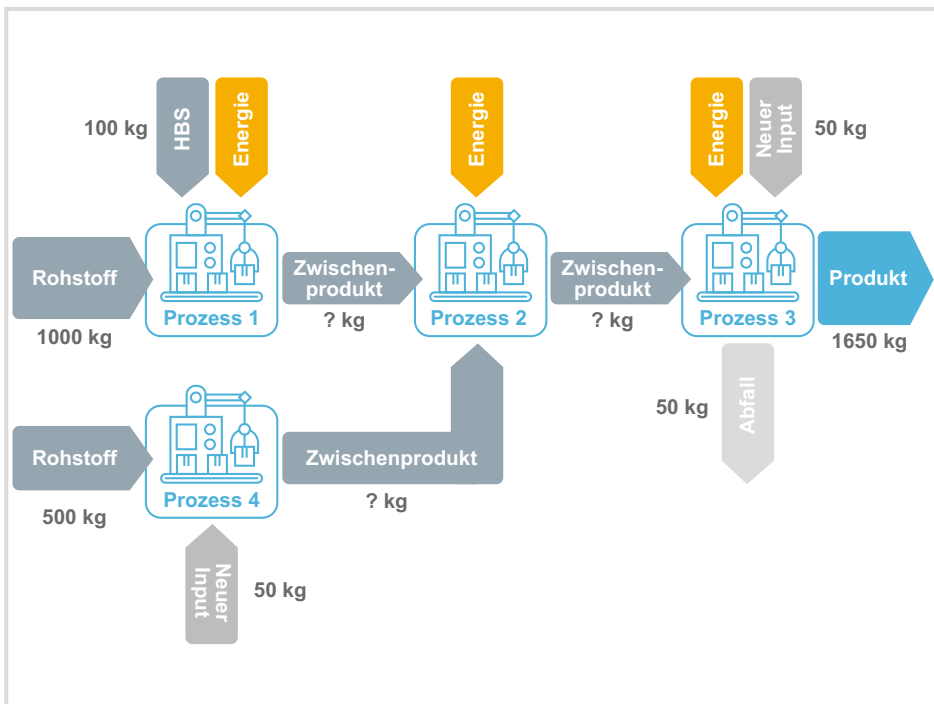 100 kg
HBS
Energie
Energie
Energie
Neuer
Input
50 kg
Rohstoff
1000 kg
Prozess 1
Zwischen-
produkt
? kg
Prozess 2
Zwischen-
produkt
? kg
Prozess 3
Produkt
1650 kg
50 kg
Abfall
Rohstoff
500 kg
Prozess 4
Zwischenprodukt
? kg
Neuer
Input
50 kg